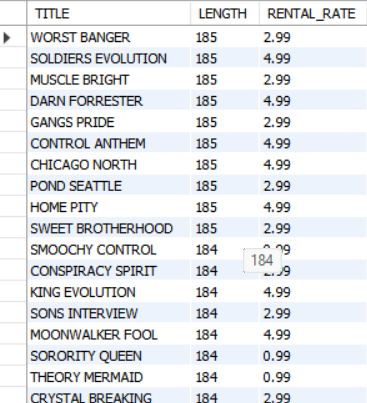 TITLE LENGTH RENTAL_RATE
WORST BANGER 185 2.99
SOLDIERS EVOLUTION 185 4.99
MUSCLE BRIGHT 185 2.99
DARN FORRESTER 185 4.99
GANGS PRIDE 185 2.99
CONTROL ANTHEM 185 4.99
CHICAGO NORTH 185 4.99
POND SEATTLE 185 2.99
HOME PITY 185 4.99
SWEET BROTHERHOOD 185 2.99
SMOOCHY CONTROL 184
184
CONSPIRACY SPIRIT 184
KING EVOLUTION 184 4.99
SONS INTERVIEW 184 2.99
MOONWALKER FOOL 184 4.99
SORORITY QUEEN 184 0.99
THEORY MERMAID 184 0.99
CRYSTAL BREAKING 184 2.99